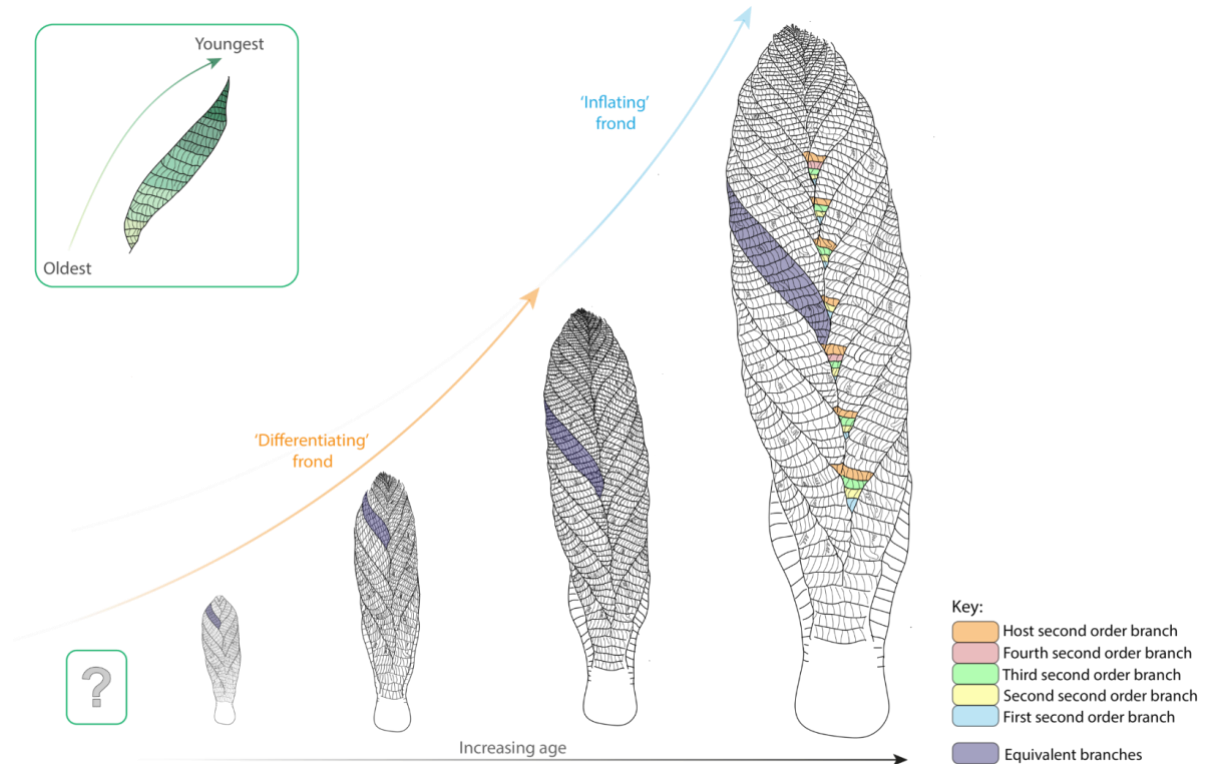 Youngest
Oldest
'Inflating'
frond
'Differentiating'
frond
?
Increasing age
Key:
Host second order branch
Fourth second order branch
Third second order branch
Second second order branch
First second order branch
Equivalent branches